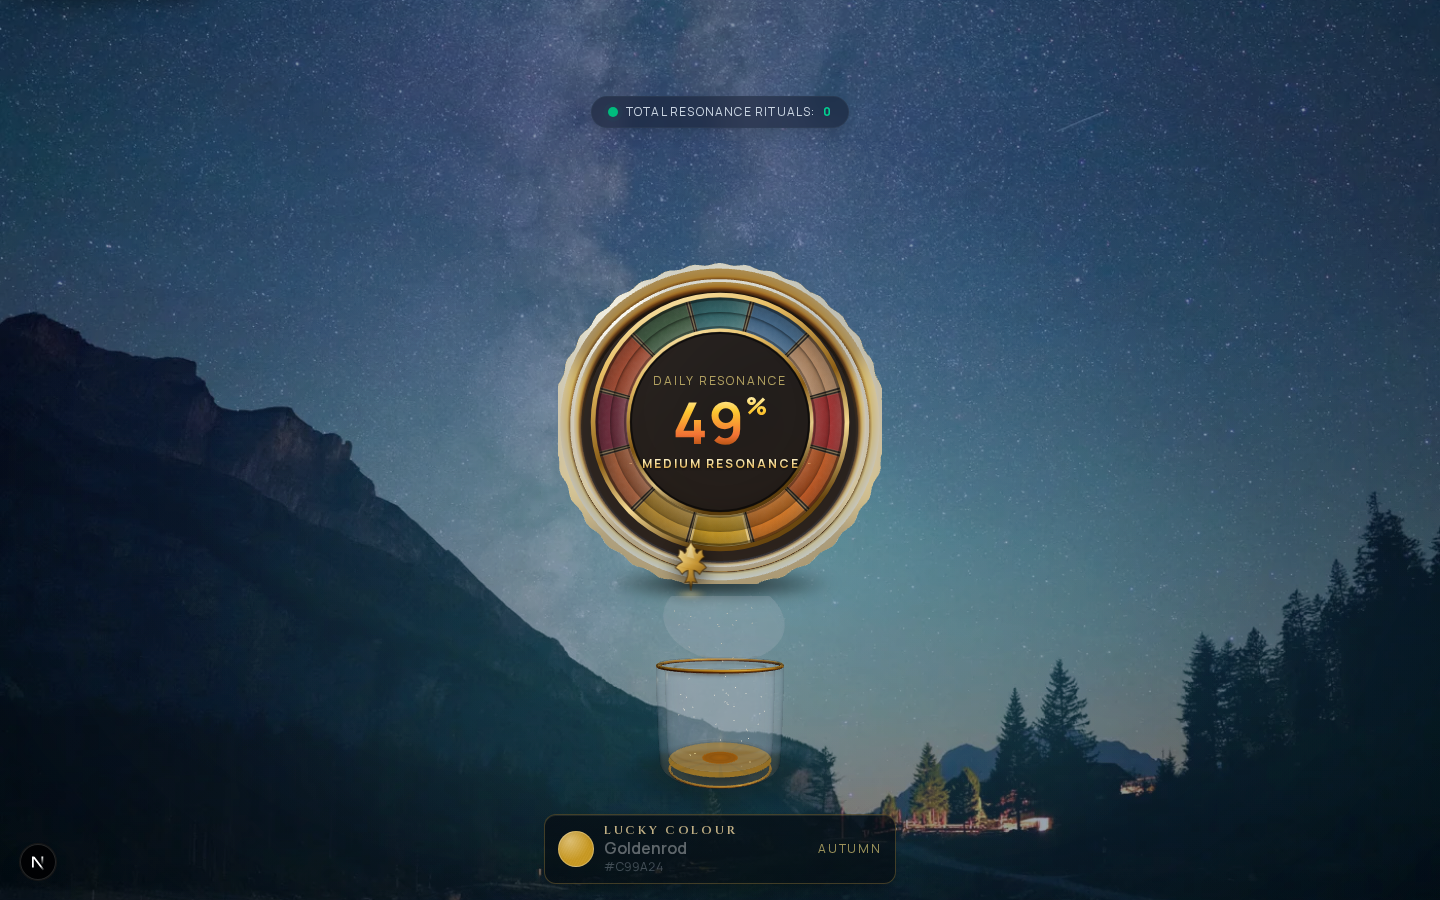 TOTAL RESONANCE RITUALS: 0
DAILY RESONANCE
49%
MEDIUM RESONANCE
LUCKY COLOUR
Goldenrod
AUTUMN
#C99A24
N